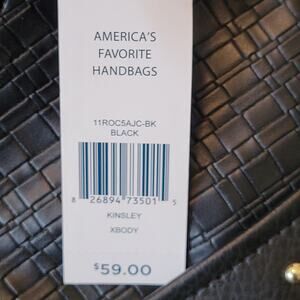 AMERICA'S
FAVORITE
HANDBAGS
11ROC5AJC-BK
BLACK
8 26894 73501 5
KINSLEY
XBODY
$59.00